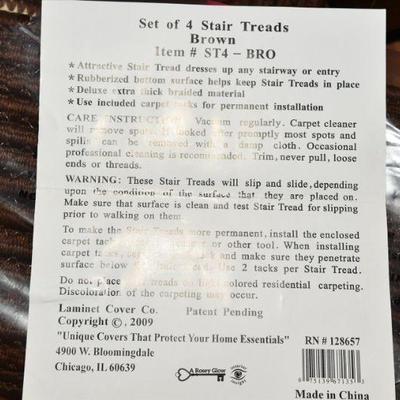 Set of 4 Stair Treads
Brown
Item # ST4 – BRO
* Attractive Stair Tread dresses up any stairway or entry
* Rubberized bottom surface helps keep Stair Treads in place
* Deluxe extra thick braided material
* Use included carpet tacks for permanent installation
CARE INSTRUCTIONS: Vacuum regularly. Carpet cleaner
will remove spots. If looked after promptly most spots and
spills can be removed with a damp cloth. Occasional
professional cleaning is recommended. Trim, never pull, loose
ends or threads.
WARNING: These Stair Treads will slip and slide, depending
upon the condition of the surface that they are placed on.
Make sure that surface is clean and test Stair Tread for slipping
prior to walking on them.
To make the Stair Treads more permanent, install the enclosed
carpet tacks or other tool. When installing
carpet tacks, and make sure they penetrate
surface below Use 2 tacks per Stair Tread.
Do not place treads on light colored residential carpeting.
Discoloration of the carpeting may occur.
Laminet Cover Co. Patent Pending
Copyright ©, 2009
"Unique Covers That Protect Your Home Essentials"
4900 W. Bloomingdale
Chicago, IL 60639
RN # 128657
A Rosey Glow
interior insight
Made in China